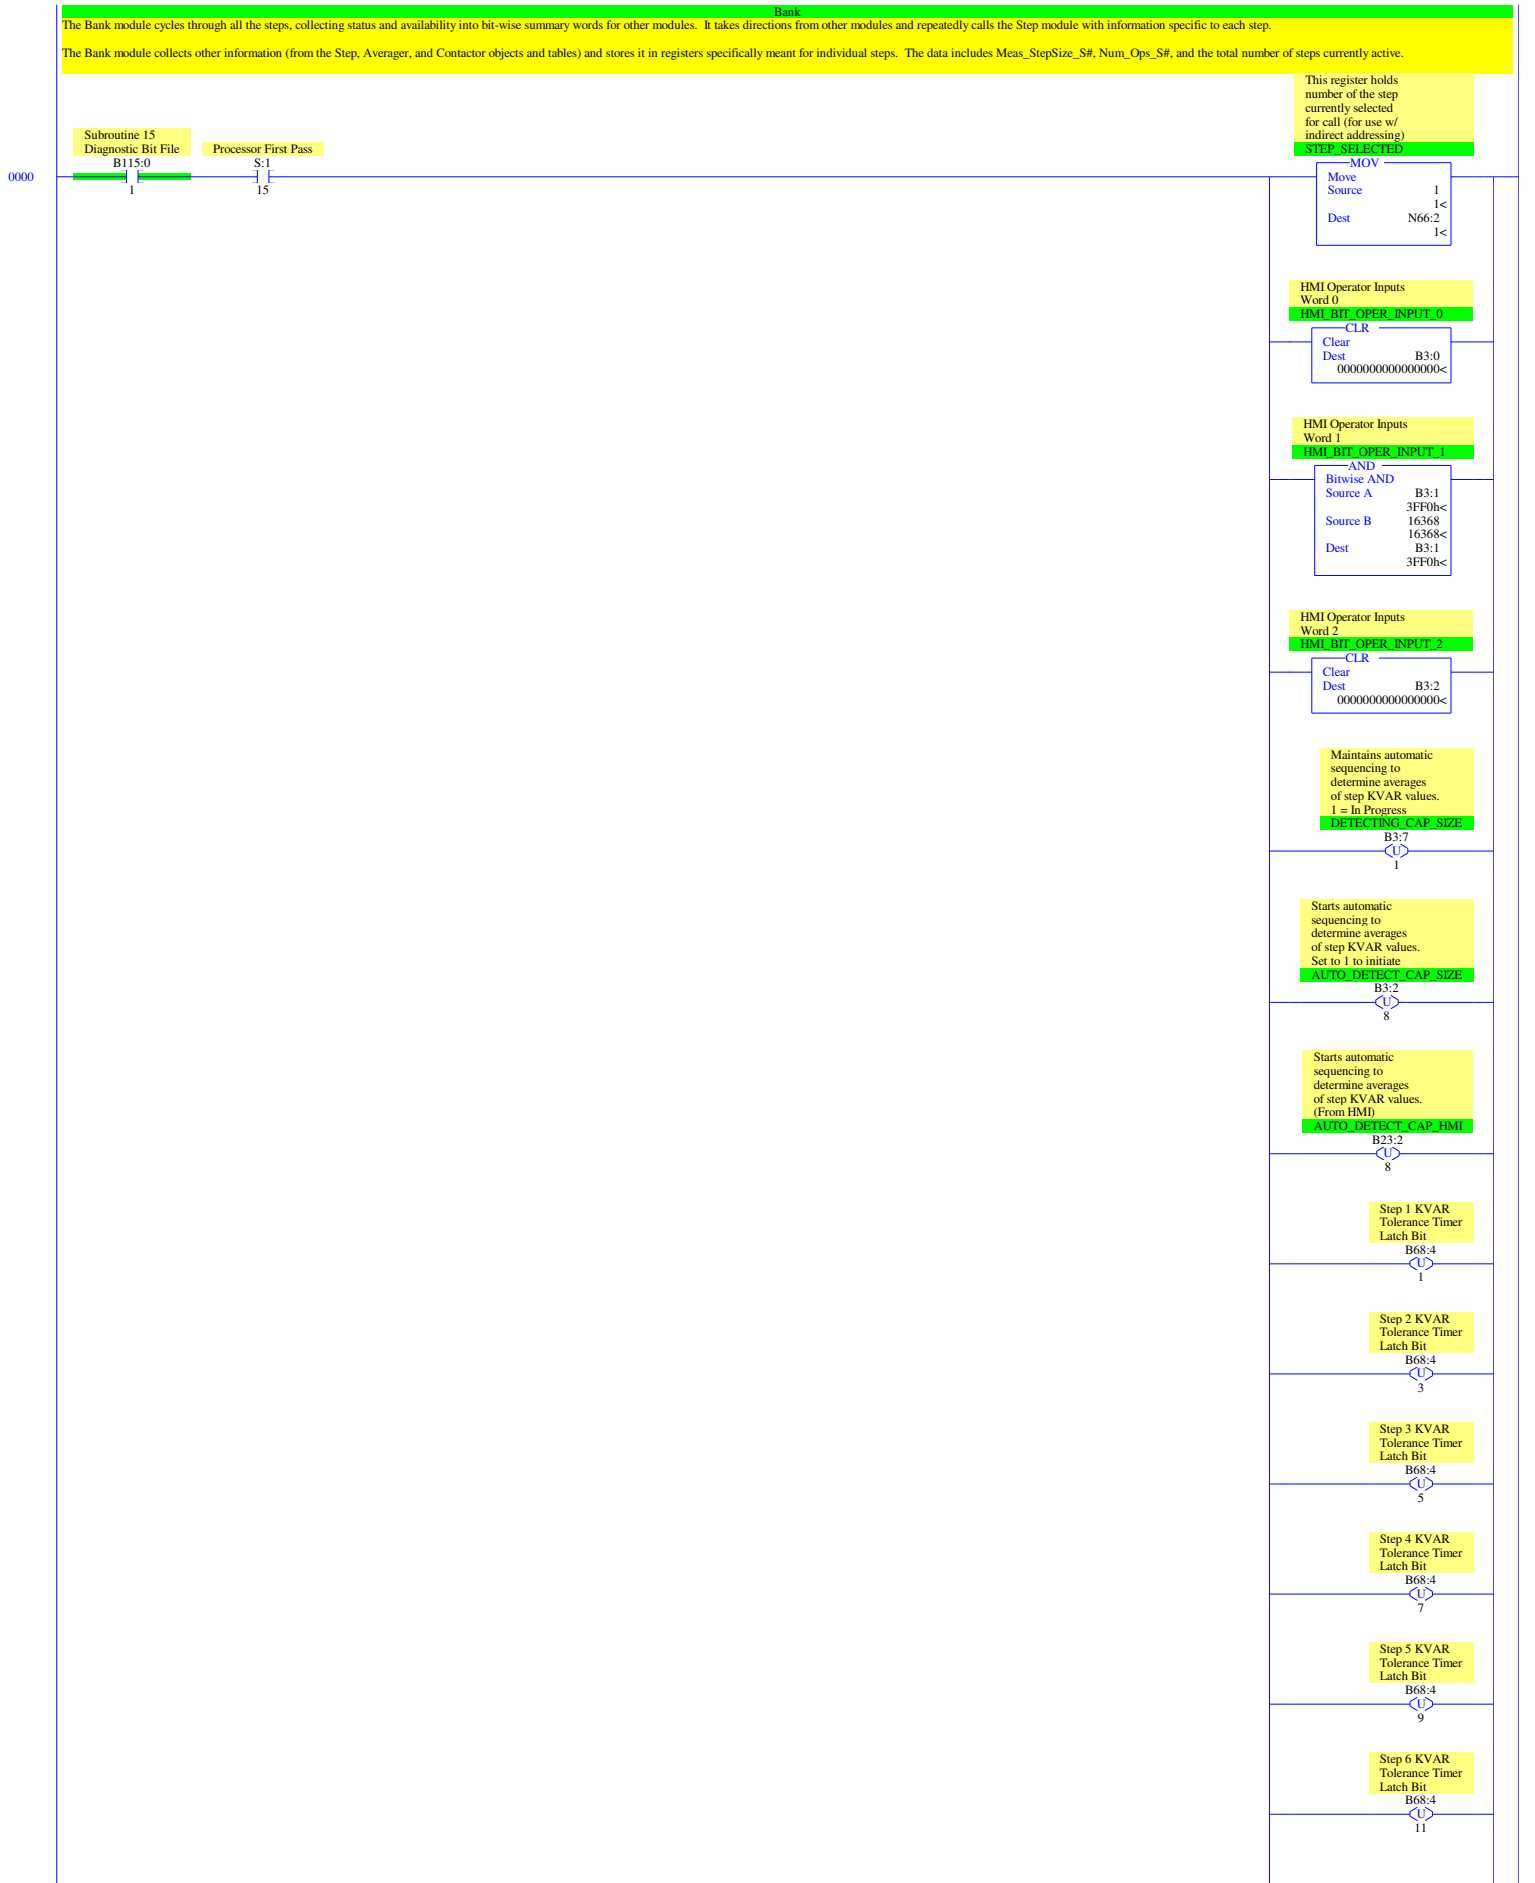 Bank
The Bank module cycles through all the steps, collecting status and availability into bit-wise summary words for other modules.  It takes directions from other modules and repeatedly calls the Step module with information specific to each step.
The Bank module collects other information (from the Step, Averager, and Contactor objects and tables) and stores it in registers specifically meant for individual steps.  The data includes Meas_StepSize_S#, Num_Ops_S#, and the total number of steps currently active.
This register holds
number of the step
currently selected
for call (for use w/
indirect addressing)
STEP_SELECTED
Subroutine 15
Diagnostic Bit File
B115:0
1
Processor First Pass
S:1
15
0000
MOV
Move
Source 1
1<
Dest N66:2
1<
HMI Operator Inputs
Word 0
HMI_BIT_OPER_INPUT_0
CLR
Clear
Dest B3:0
0000000000000000<
HMI Operator Inputs
Word 1
HMI_BIT_OPER_INPUT_1
AND
Bitwise AND
Source A B3:1
3FF0h<
Source B 16368
16368<
Dest B3:1
3FF0h<
HMI Operator Inputs
Word 2
HMI_BIT_OPER_INPUT_2
CLR
Clear
Dest B3:2
0000000000000000<
Maintains automatic
sequencing to
determine averages
of step KVAR values.
1 = In Progress
DETECTING_CAP_SIZE
B3:7
U
1
Starts automatic
sequencing to
determine averages
of step KVAR values.
Set to 1 to initiate
AUTO_DETECT_CAP_SIZE
B3:2
U
8
Starts automatic
sequencing to
determine averages
of step KVAR values.
(From HMI)
AUTO_DETECT_CAP_HMI
B23:2
U
8
Step 1 KVAR
Tolerance Timer
Latch Bit
B68:4
U
1
Step 2 KVAR
Tolerance Timer
Latch Bit
B68:4
U
3
Step 3 KVAR
Tolerance Timer
Latch Bit
B68:4
U
5
Step 4 KVAR
Tolerance Timer
Latch Bit
B68:4
U
7
Step 5 KVAR
Tolerance Timer
Latch Bit
B68:4
U
9
Step 6 KVAR
Tolerance Timer
Latch Bit
B68:4
U
11